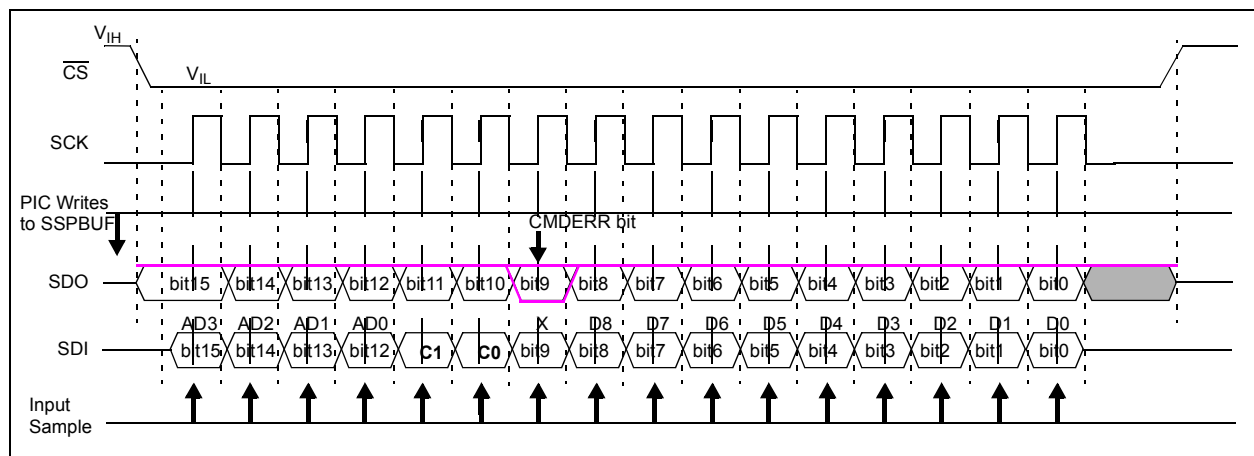 VIH
CS
VIL
SCK
PIC Writes
to SSPBUF
CMDERR bit
SDO
bit15 bit14 bit13 bit12 bit11 bit10 bit9 bit8 bit7 bit6 bit5 bit4 bit3 bit2 bit1 bit0
AD3 AD2 AD1 AD0 X D8 D7 D6 D5 D4 D3 D2 D1 D0
SDI
bit15 bit14 bit13 bit12 C1 C0 bit9 bit8 bit7 bit6 bit5 bit4 bit3 bit2 bit1 bit0
Input
Sample